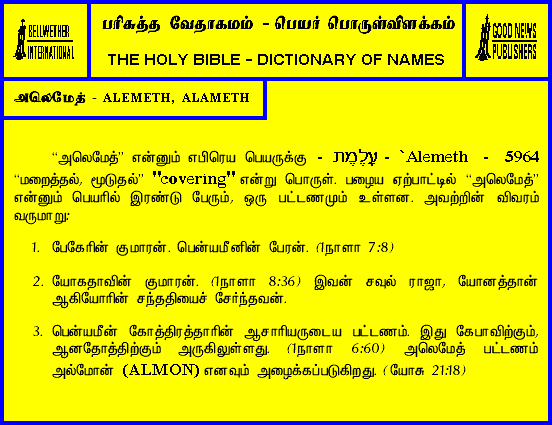 BELLWETHER
INTERNATIONAL
பரிசுத்த வேதாகமம் - பெயர் பொருள்விளக்கம்
THE HOLY BIBLE - DICTIONARY OF NAMES
GOOD NEWS
PUBLISHERS
அலெமேத் - ALEMETH, ALAMETH
“அலெமேத்” என்னும் எபிரெய பெயருக்கு - עָלֶמֶת - `Alemeth - 5964
“மறைத்தல், மூடுதல்” "covering" என்று பொருள். பழைய ஏற்பாட்டில் “அலெமேத்”
என்னும் பெயரில் இரண்டு பேரும், ஒரு பட்டணமும் உள்ளன. அவற்றின் விவரம்
வருமாறு:
1. பேகேரின் குமாரன். பென்யமீனின் பேரன். (1நாளா 7:8)
2. யோகதாவின் குமாரன். (1நாளா 8:36) இவன் சவுல் ராஜா, யோனத்தான்
ஆகியோரின் சந்ததியைச் சேர்ந்தவன்.
3. பென்யமீன் கோத்திரத்தாரின் ஆசாரியருடைய பட்டணம். இது கேபாவிற்கும்,
ஆனதோத்திற்கும் அருகிலுள்ளது. (1நாளா 6:60) அலெமேத் பட்டணம்
அல்மோன் (ALMON) எனவும் அழைக்கப்படுகிறது. (யோசு 21:18)